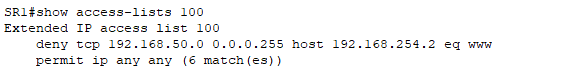 SR1#show access-lists 100
Extended IP access list 100
    deny tcp 192.168.50.0 0.0.0.255 host 192.168.254.2 eq www
    permit ip any any (6 match(es))